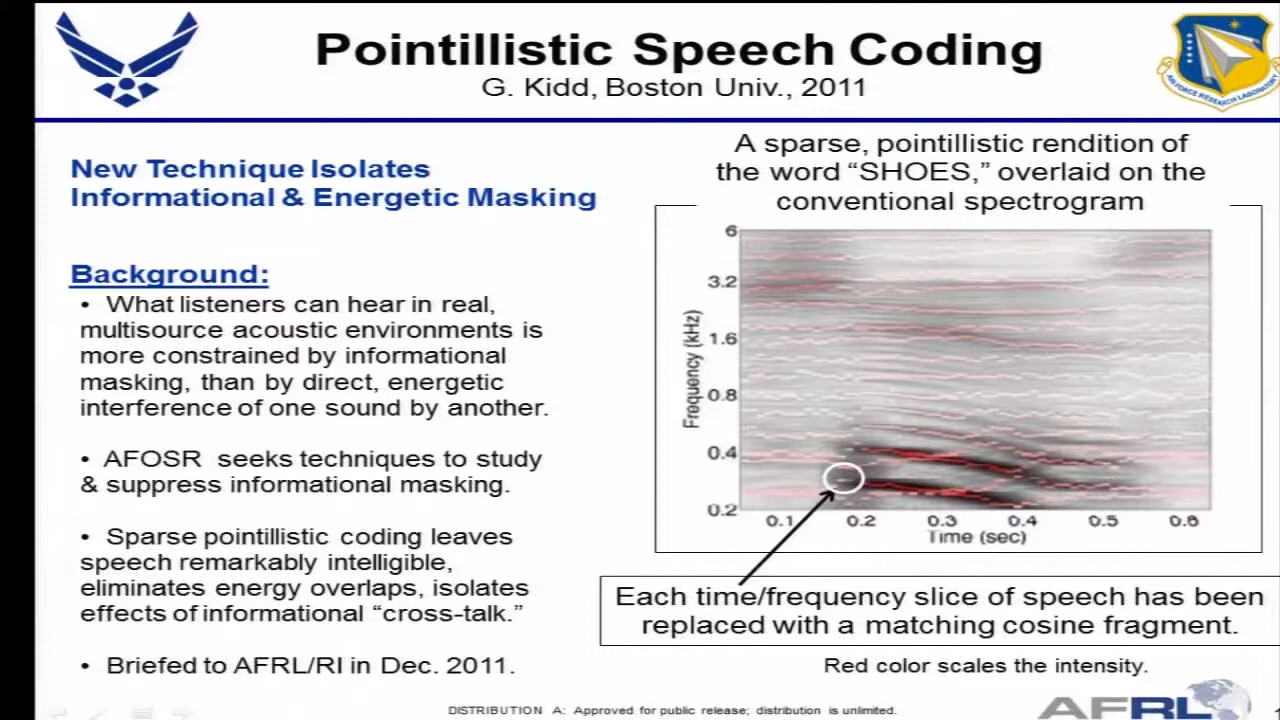 Pointillistic Speech Coding
G. Kidd, Boston Univ., 2011
AIR FORCE RESEARCH LABORATORY
New Technique Isolates
Informational & Energetic Masking
Background:
• What listeners can hear in real,
multisource acoustic environments is
more constrained by informational
masking, than by direct, energetic
interference of one sound by another.
• AFOSR seeks techniques to study
& suppress informational masking.
• Sparse pointillistic coding leaves
speech remarkably intelligible,
eliminates energy overlaps, isolates
effects of informational “cross-talk.”
• Briefed to AFRL/RI in Dec. 2011.
A sparse, pointillistic rendition of
the word “SHOES,” overlaid on the
conventional spectrogram
Frequency (kHz)
6
3.2
1.6
0.8
0.4
0.2
0.1 0.2 0.3 0.4 0.5 0.6
Time (sec)
Each time/frequency slice of speech has been
replaced with a matching cosine fragment.
Red color scales the intensity.
DISTRIBUTION A: Approved for public release; distribution is unlimited.
AFRL